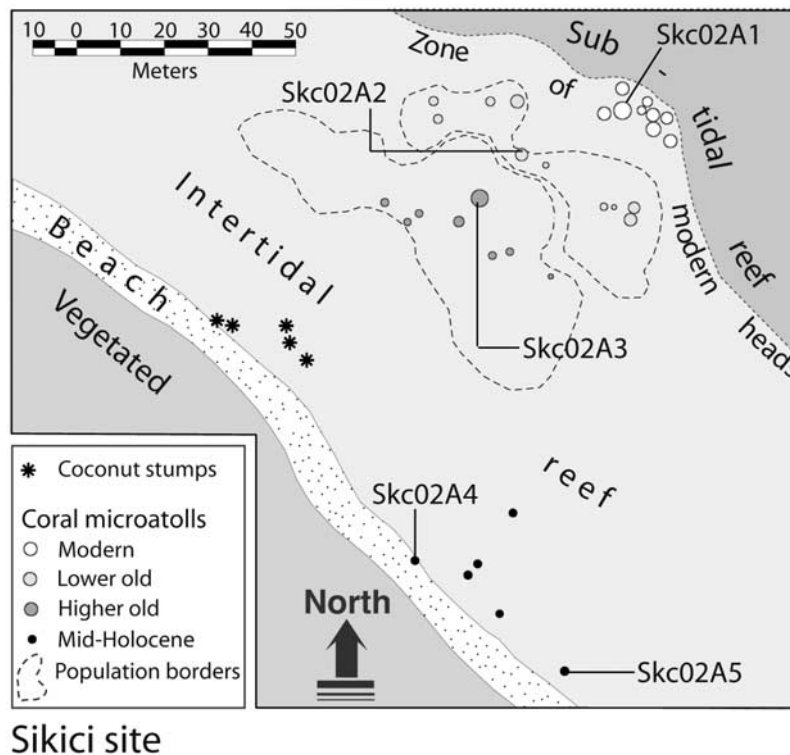 10 0 10 20 30 40 50
Meters
Zone of modern heads
Sub-tidal reef
Skc02A1
Skc02A2
Intertidal reef
Beach
Vegetated
Skc02A3
Skc02A4
North
Skc02A5
Coconut stumps
Coral microatolls
Modern
Lower old
Higher old
Mid-Holocene
Population borders
Sikici site